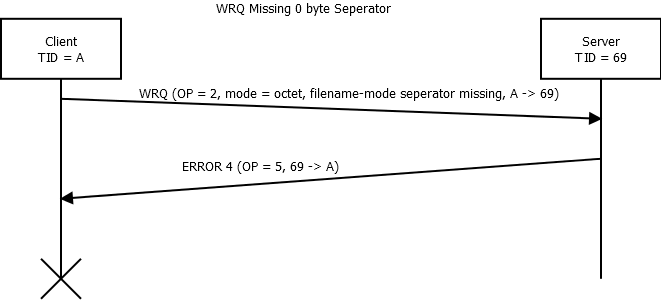 WRQ Missing 0 byte Seperator
Client
TID = A
Server
TID = 69
WRQ (OP = 2, mode = octet, filename-mode seperator missing, A -> 69)
ERROR 4 (OP = 5, 69 -> A)